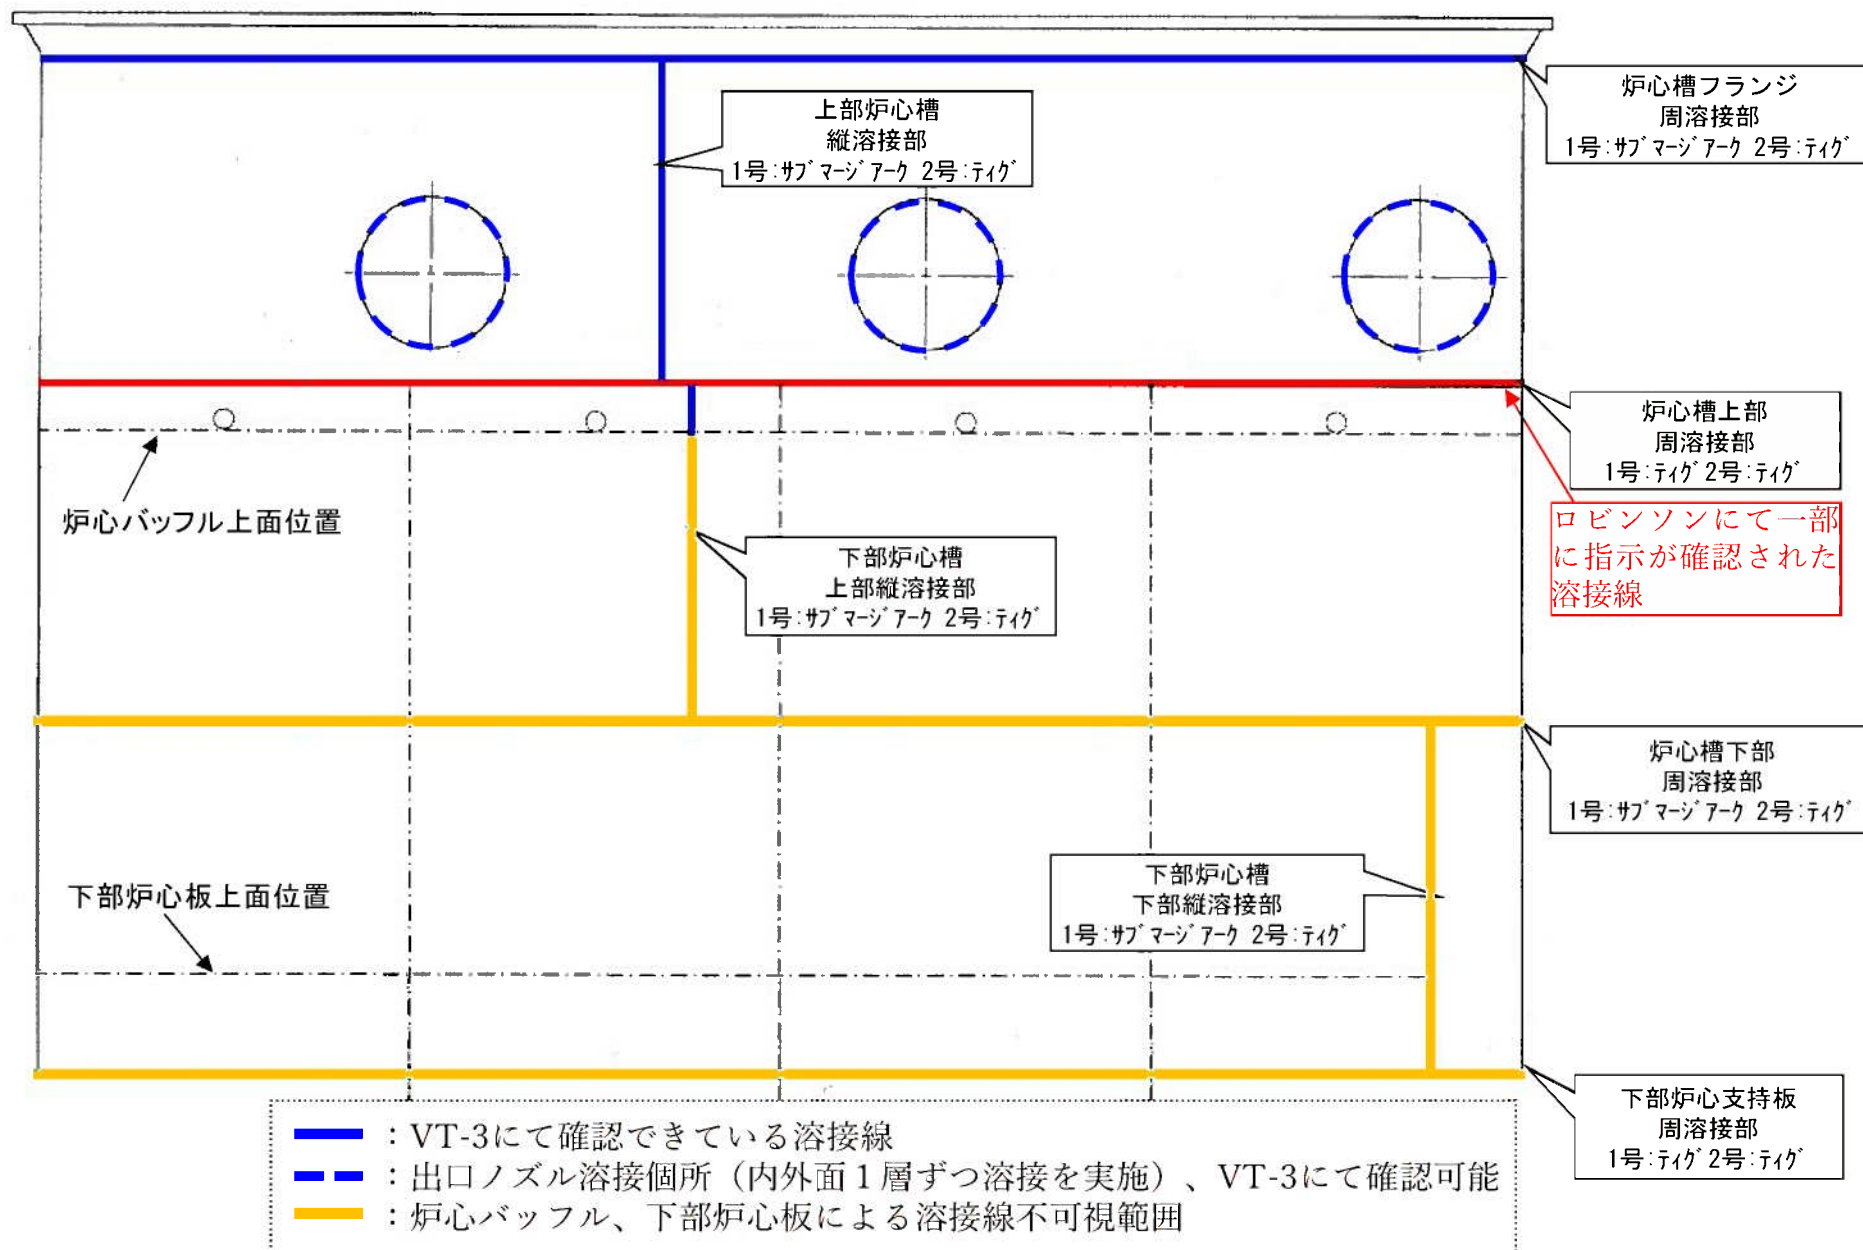 炉心槽フランジ
周溶接部
1号:ｻﾌﾞﾏｰｼﾞｱｰｸ 2号:ﾃｨｸﾞ
上部炉心槽
縦溶接部
1号:ｻﾌﾞﾏｰｼﾞｱｰｸ 2号:ﾃｨｸﾞ
炉心槽上部
周溶接部
1号:ﾃｨｸﾞ 2号:ﾃｨｸﾞ
炉心バッフル上面位置
ロビンソンにて一部
に指示が確認された
溶接線
下部炉心槽
上部縦溶接部
1号:ｻﾌﾞﾏｰｼﾞｱｰｸ 2号:ﾃｨｸﾞ
炉心槽下部
周溶接部
1号:ｻﾌﾞﾏｰｼﾞｱｰｸ 2号:ﾃｨｸﾞ
下部炉心板上面位置
下部炉心槽
下部縦溶接部
1号:ｻﾌﾞﾏｰｼﾞｱｰｸ 2号:ﾃｨｸﾞ
下部炉心支持板
周溶接部
1号:ﾃｨｸﾞ 2号:ﾃｨｸﾞ
：VT-3にて確認できている溶接線
：出口ノズル溶接個所（内外面１層ずつ溶接を実施）、VT-3にて確認可能
：炉心バッフル、下部炉心板による溶接線不可視範囲